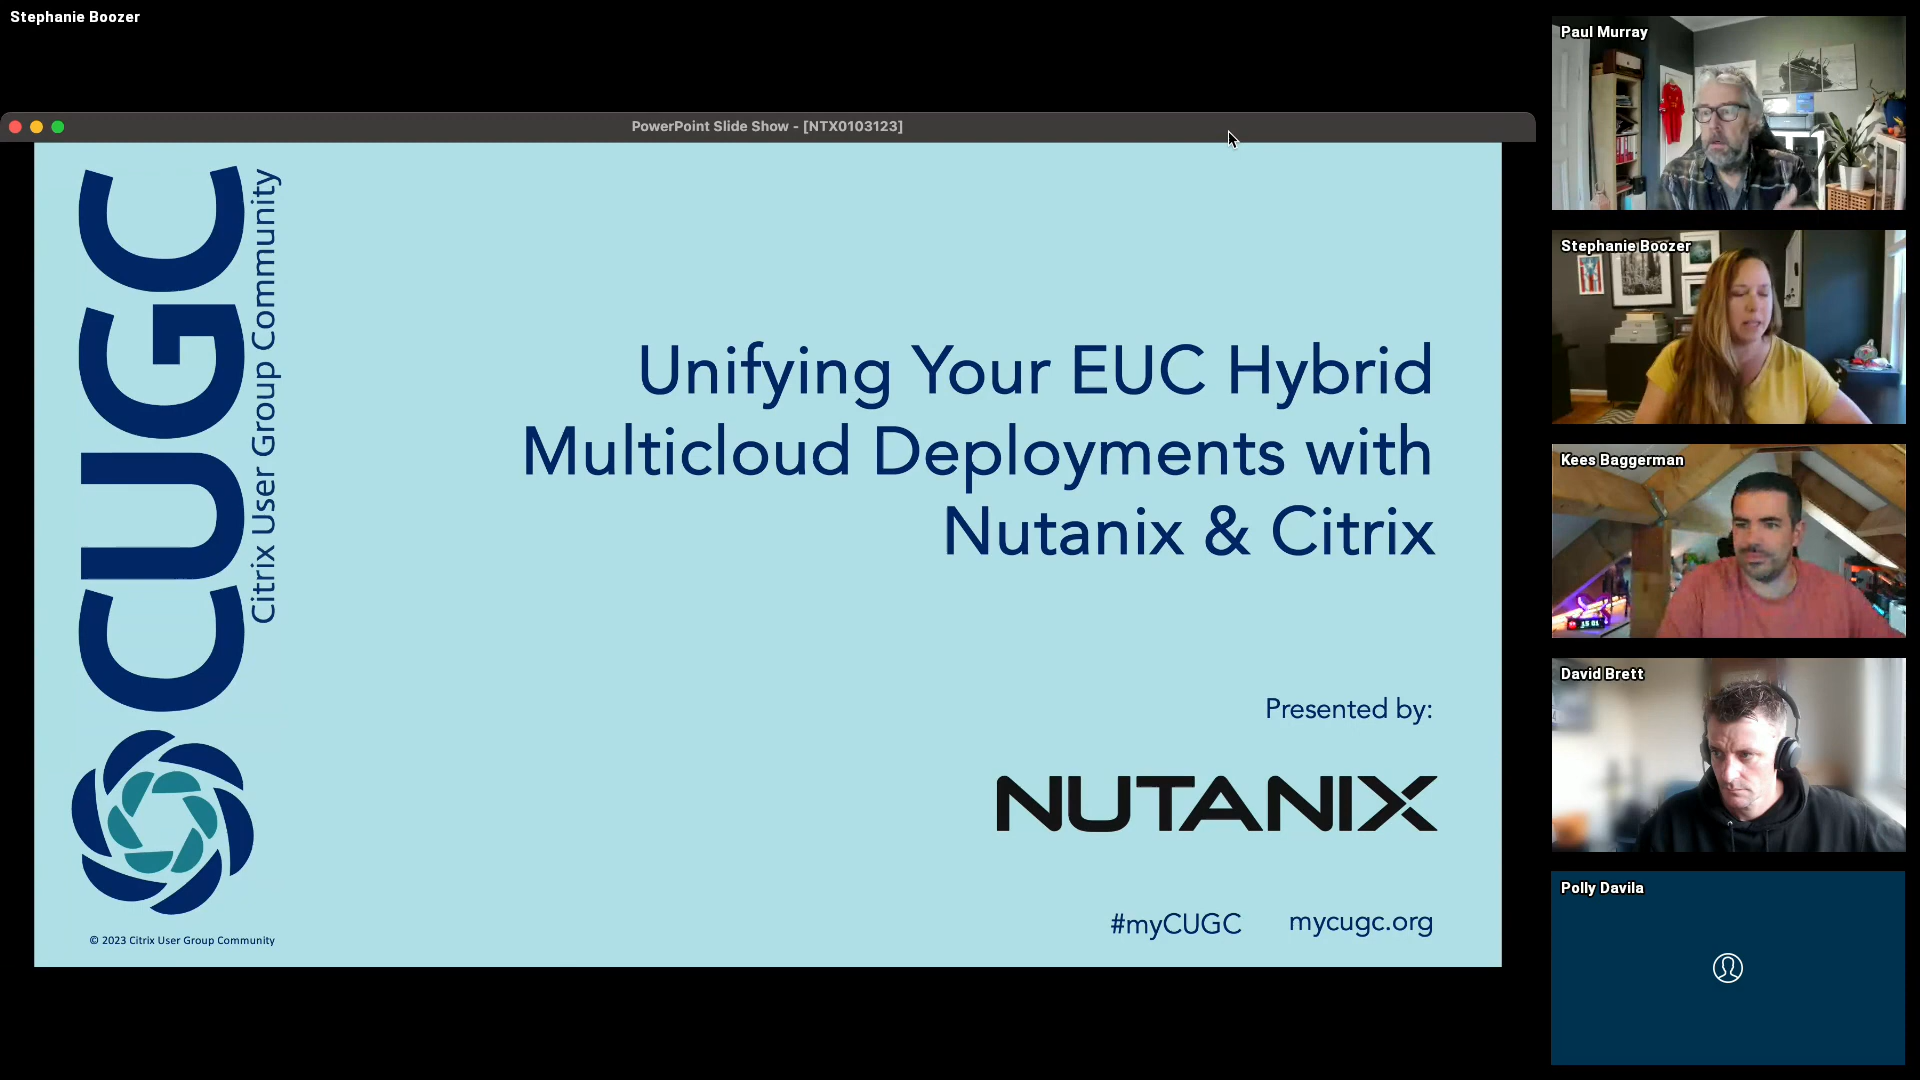 Stephanie Boozer
PowerPoint Slide Show - [NTX0103123]
CUGC
Citrix User Group Community
Unifying Your EUC Hybrid
Multicloud Deployments with
Nutanix & Citrix
Presented by:
NUTANIX
#myCUGC
mycugc.org
© 2023 Citrix User Group Community
Paul Murray
Stephanie Boozer
Kees Baggerman
David Brett
Polly Davila